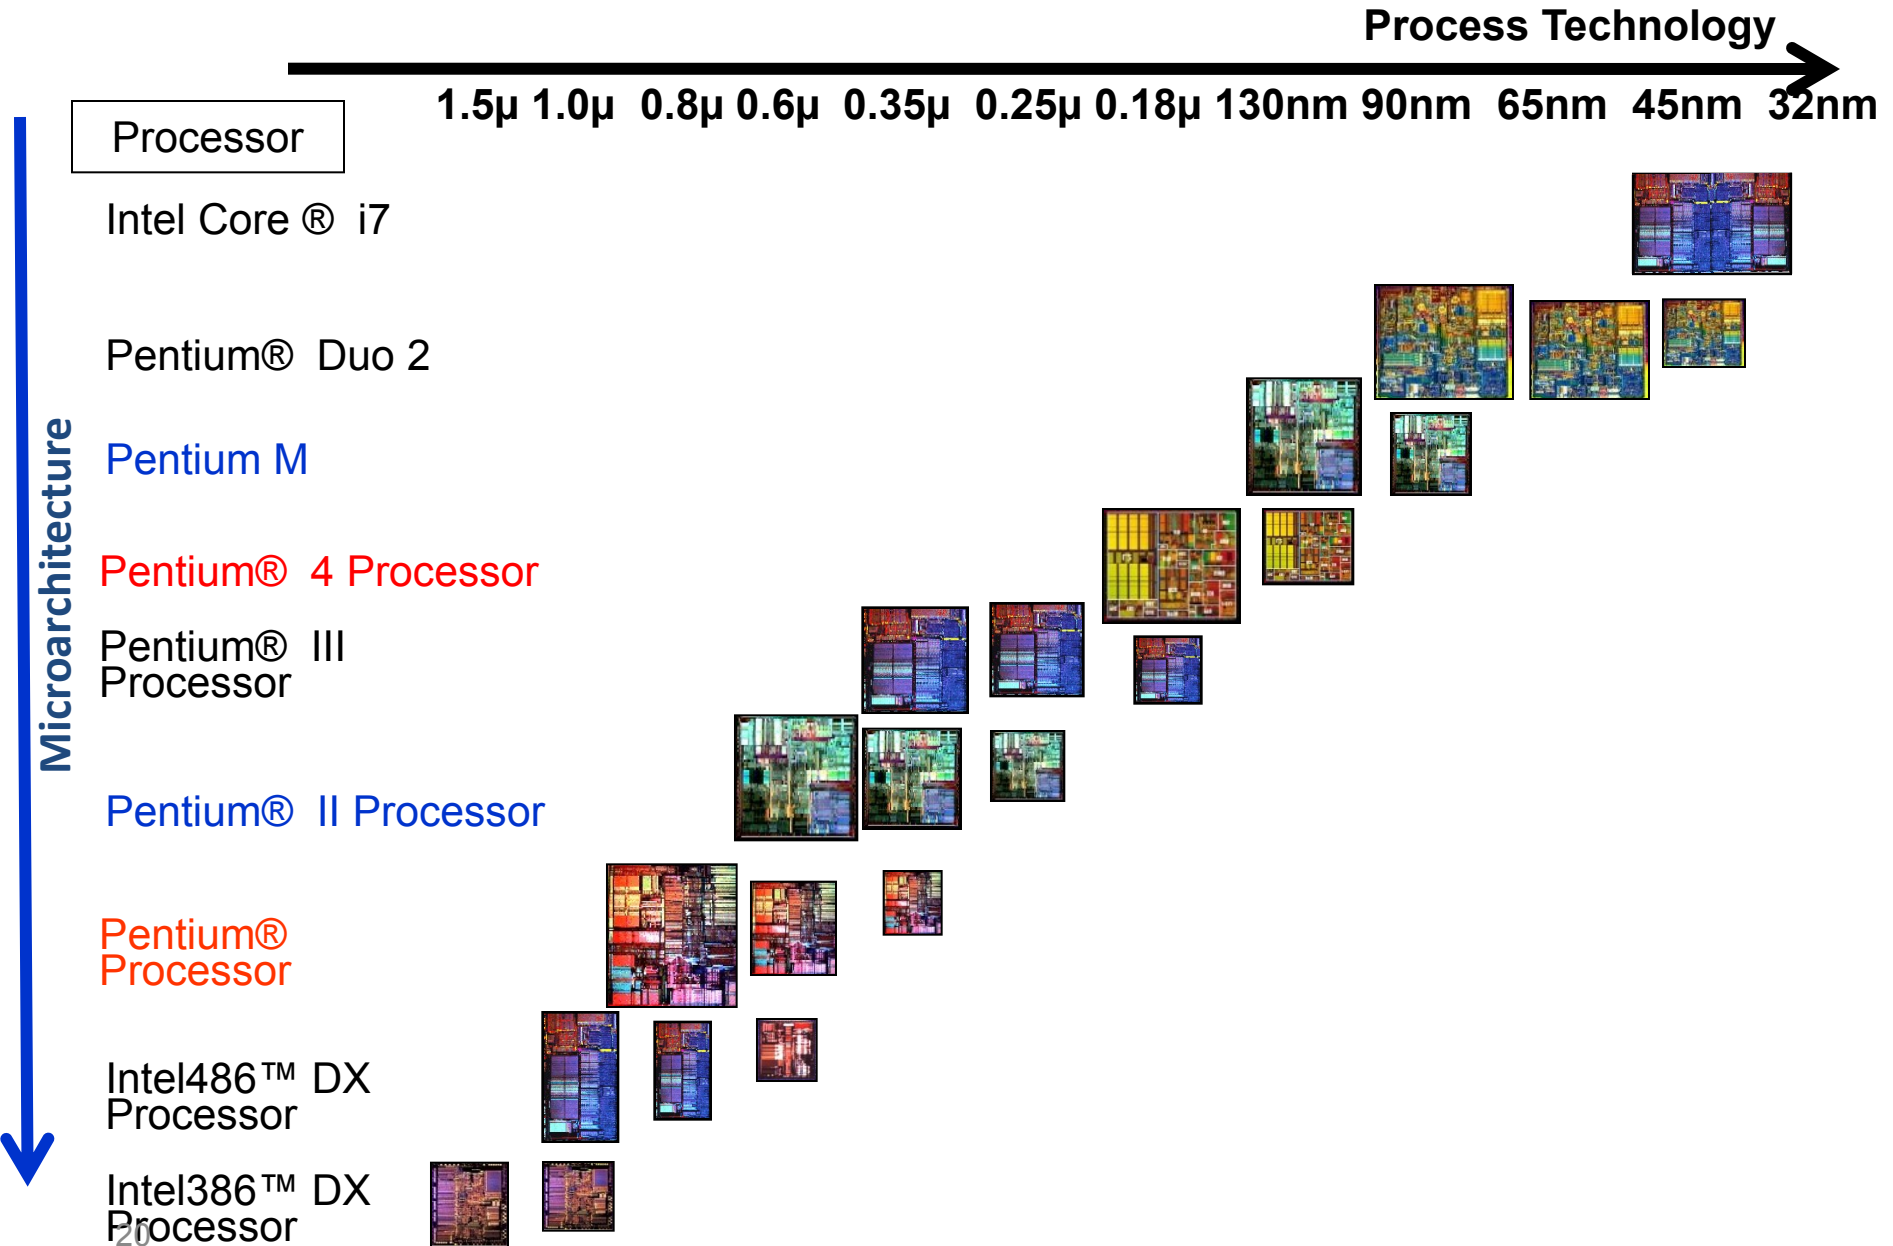 Process Technology
1.5µ 1.0µ 0.8µ 0.6µ 0.35µ 0.25µ 0.18µ 130nm 90nm 65nm 45nm 32nm
Processor
Intel Core ® i7
Pentium® Duo 2
Pentium M
Microarchitecture
Pentium® 4 Processor
Pentium® III
Processor
Pentium® II Processor
Pentium®
Processor
Intel486™ DX
Processor
Intel386™ DX
Processor
20